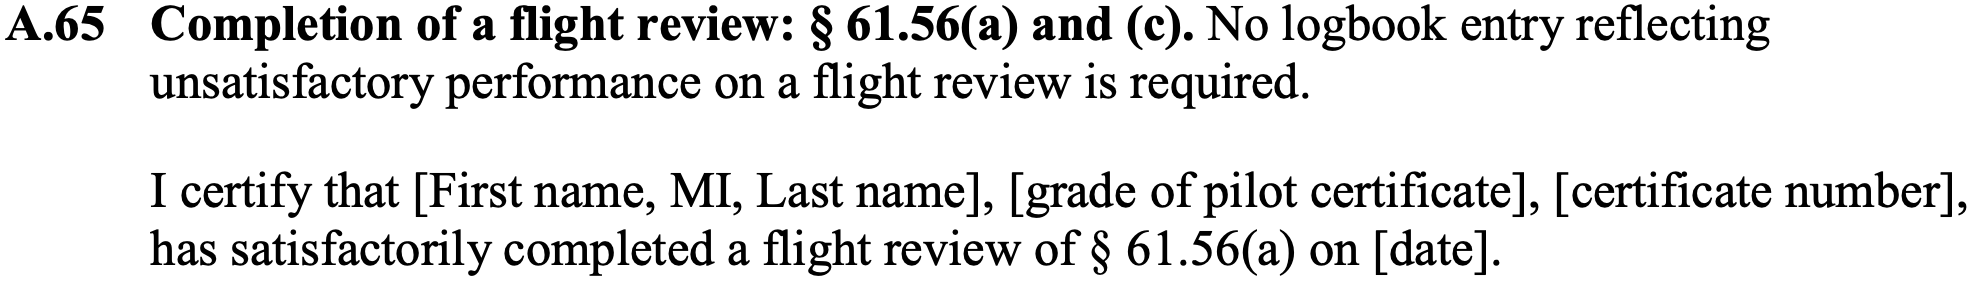 A.65 Completion of a flight review: § 61.56(a) and (c). No logbook entry reflecting
unsatisfactory performance on a flight review is required.
I certify that [First name, MI, Last name], [grade of pilot certificate], [certificate number],
has satisfactorily completed a flight review of § 61.56(a) on [date].